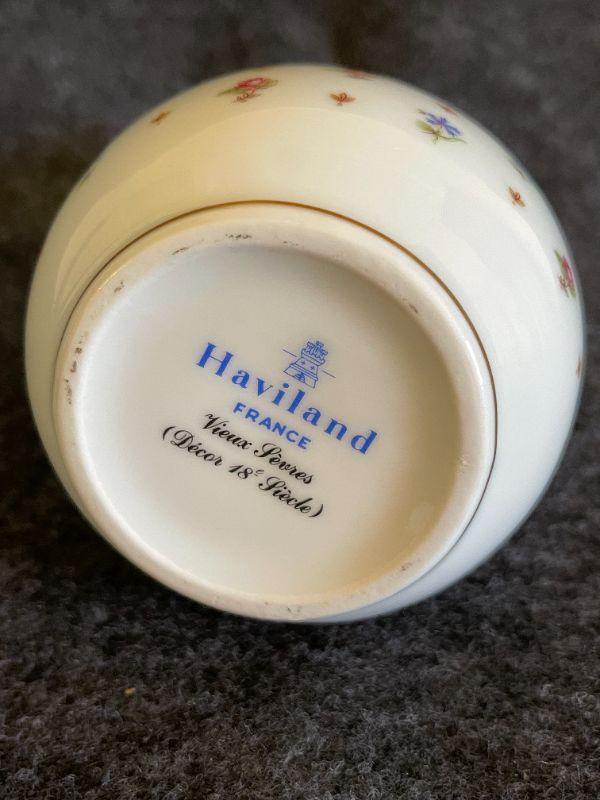 Haviland
FRANCE
Vieux Sèvres
(Décor 18e Siècle)